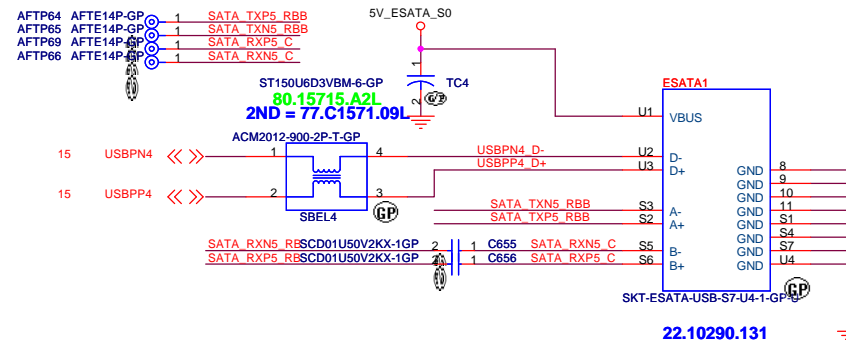 AFTP64 AFTE14P-GP 1 SATA_TXP5_RBB
AFTP65 AFTE14P-GP 1 SATA_TXN5_RBB
AFTP69 AFTE14P-GP 1 SATA_RXP5_C
AFTP66 AFTE14P-GP 1 SATA_RXN5_C
5V_ESATA_S0
1
ST150U6D3VBM-6-GP
TC4
80.15715.A2L
2
2ND = 77.C1571.09L
ESATA1
U1 VBUS
ACM2012-900-2P-T-GP
15 USBPN4 1 4 USBPN4_D- U2 D-
USBPP4_D+ U3 D+
15 USBPP4 2 3
SBEL4
GP
SATA_TXN5_RBB S3 A-
SATA_TXP5_RBB S2 A+
SATA_RXN5_RB SCD01U50V2KX-1GP 2 1 C655 SATA_RXN5_C S5 B-
SATA_RXP5_RB SCD01U50V2KX-1GP 2 1 C656 SATA_RXP5_C S6 B+
GND 8
GND 9
GND 10
GND 11
GND S1
GND S4
GND S7
GND U4
GP
SKT-ESATA-USB-S7-U4-1-GP-U
22.10290.131